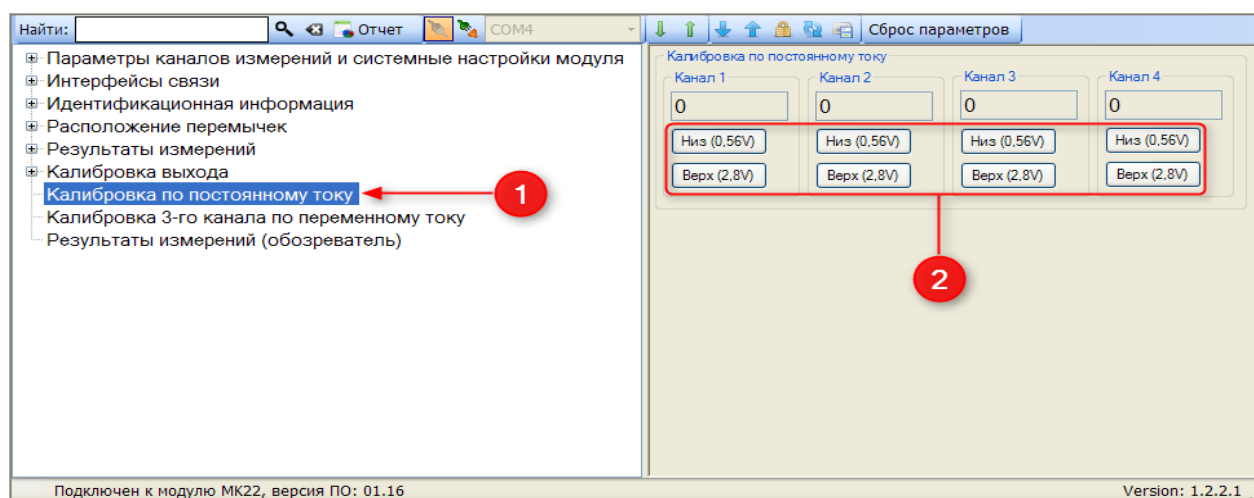 Найти: Отчет COM4 Сброс параметров
Параметры каналов измерений и системные настройки модуля
Интерфейсы связи
Идентификационная информация
Расположение перемычек
Результаты измерений
Калибровка выхода
Калибровка по постоянному току
Калибровка 3-го канала по переменному току
Результаты измерений (обозреватель)
1
Калибровка по постоянному току
Канал 1 Канал 2 Канал 3 Канал 4
0 0 0 0
Низ (0,56V) Низ (0,56V) Низ (0,56V) Низ (0,56V)
Верх (2,8V) Верх (2,8V) Верх (2,8V) Верх (2,8V)
2
Подключен к модулю МК22, версия ПО: 01.16 Version: 1.2.2.1